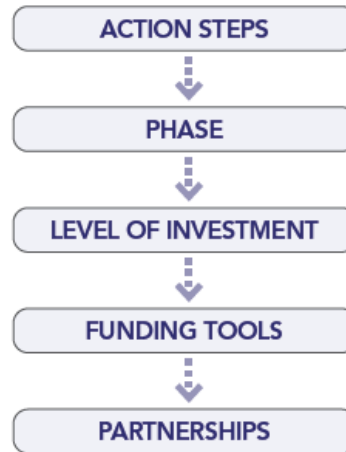 ACTION STEPS
PHASE
LEVEL OF INVESTMENT
FUNDING TOOLS
PARTNERSHIPS